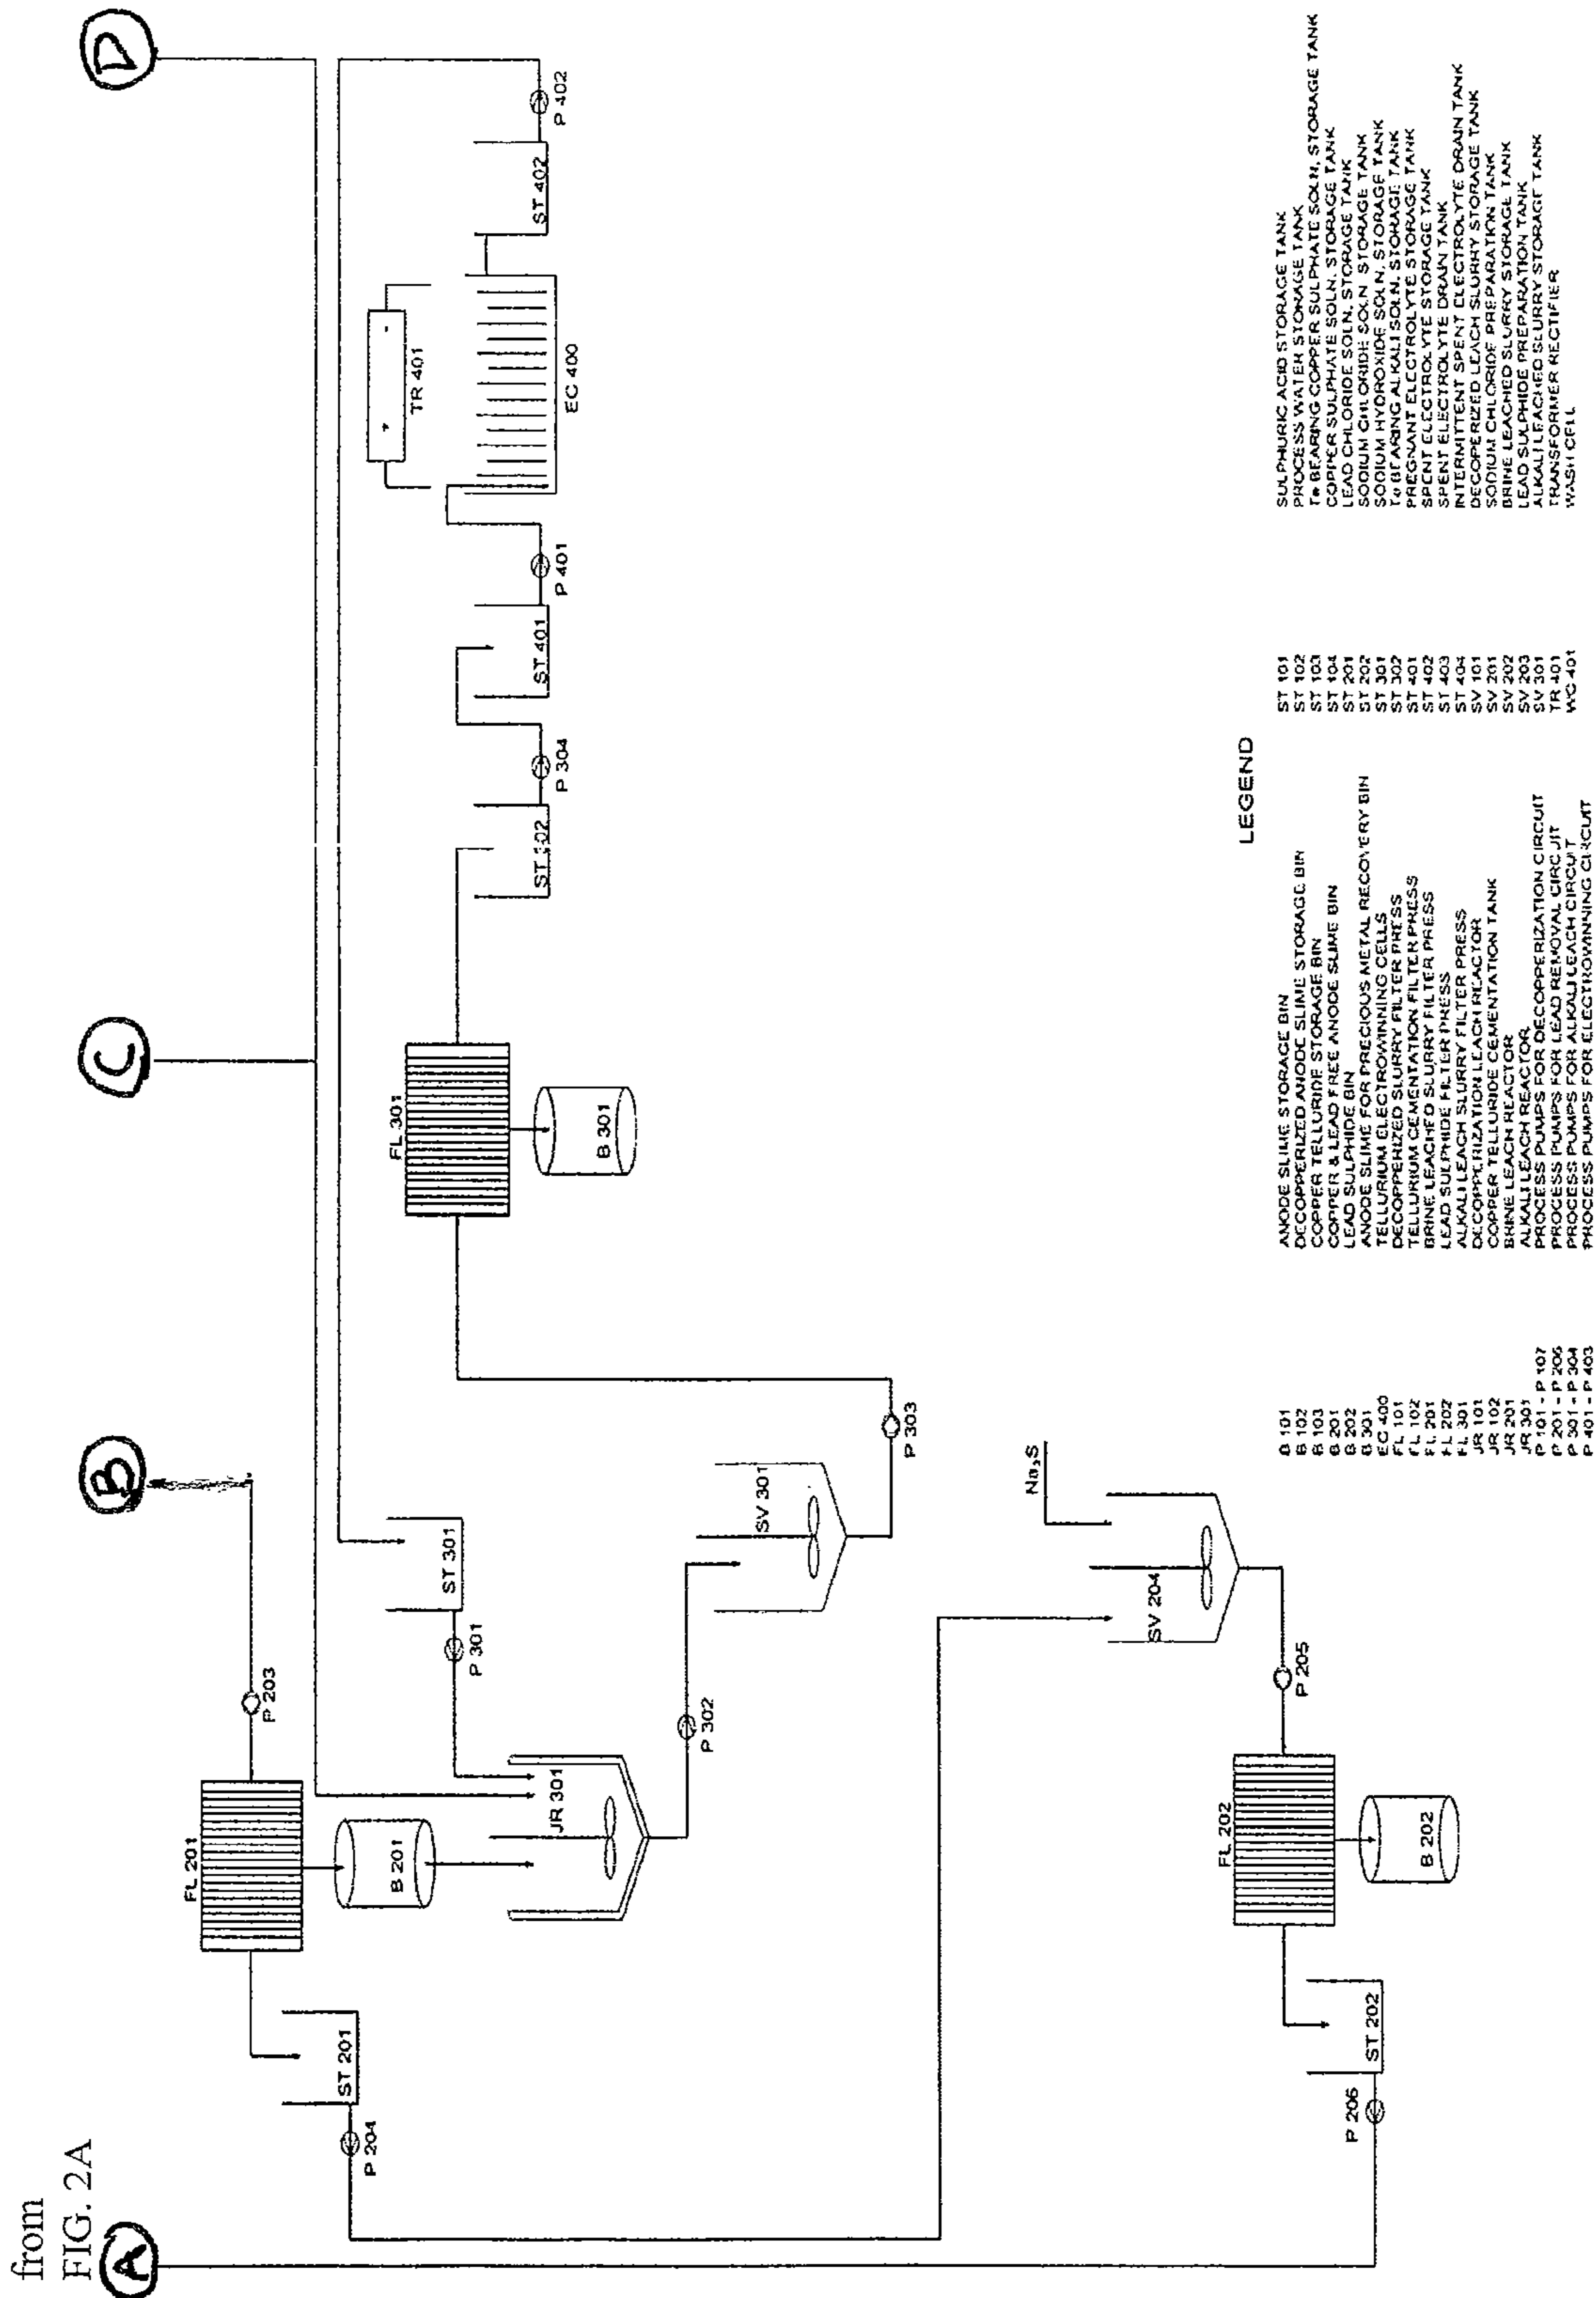 from
FIG. 2A
A
B
C
D
FL 201
P 203
B 201
ST 201
P 204
ST 301
P 301
JR 301
P 302
SV 301
P 303
FL 301
B 301
P 304
ST 401
P 401
TR 401
+
-
EC 400
ST 402
P 402
Na₂S
SV 204
P 205
FL 202
B 202
ST 202
P 206
LEGEND
B 101 ANODE SLIME STORAGE BIN
B 102 DECOPPERIZED ANODE SLIME STORAGE BIN
B 103 COPPER TELLURIDE STORAGE BIN
B 201 COPPER & LEAD FREE ANODE SLIME BIN
B 202 LEAD SULPHIDE BIN
B 301 ANODE SLIME FOR PRECIOUS METAL RECOVERY BIN
EC 400 TELLURIUM ELECTROWINNING CELLS
FL 101 DECOPPERIZED SLURRY FILTER PRESS
FL 102 TELLURIUM CEMENTATION FILTER PRESS
FL 201 BRINE LEACHED SLURRY FILTER PRESS
FL 202 LEAD SULPHIDE FILTER PRESS
FL 301 ALKALI LEACH SLURRY FILTER PRESS
JR 101 DECOPPERIZATION LEACH REACTOR
JR 102 COPPER TELLURIDE CEMENTATION TANK
JR 201 BRINE LEACH REACTOR
JR 301 ALKALI LEACH REACTOR
P 101 - P 107 PROCESS PUMPS FOR DECOPPERIZATION CIRCUIT
P 201 - P 206 PROCESS PUMPS FOR LEAD REMOVAL CIRCUIT
P 301 - P 304 PROCESS PUMPS FOR ALKALI LEACH CIRCUIT
P 401 - P 403 PROCESS PUMPS FOR ELECTROWINNING CIRCUIT
ST 101 SULPHURIC ACID STORAGE TANK
ST 102 PROCESS WATER STORAGE TANK
ST 103 Te BEARING COPPER SULPHATE SOLN, STORAGE TANK
ST 104 COPPER SULPHATE SOLN. STORAGE TANK
ST 201 LEAD CHLORIDE SOLN. STORAGE TANK
ST 202 SODIUM CHLORIDE SOLN STORAGE TANK
ST 301 SODIUM HYDROXIDE SOLN. STORAGE TANK
ST 302 Te BEARING ALKALI SOLN. STORAGE TANK
ST 401 PREGNANT ELECTROLYTE STORAGE TANK
ST 402 SPENT ELECTROLYTE STORAGE TANK
ST 403 SPENT ELECTROLYTE DRAIN TANK
ST 404 INTERMITTENT SPENT ELECTROLYTE DRAIN TANK
SV 101 DECOPERIZED LEACH SLURRY STORAGE TANK
SV 201 SODIUM CHLORIDE PREPARATION TANK
SV 202 BRINE LEACHED SLURRY STORAGE TANK
SV 203 LEAD SULPHIDE PREPARATION TANK
SV 301 ALKALI LEACHED SLURRY STORAGE TANK
TR 401 TRANSFORMER RECTIFIER
WC 401 WASH CELL